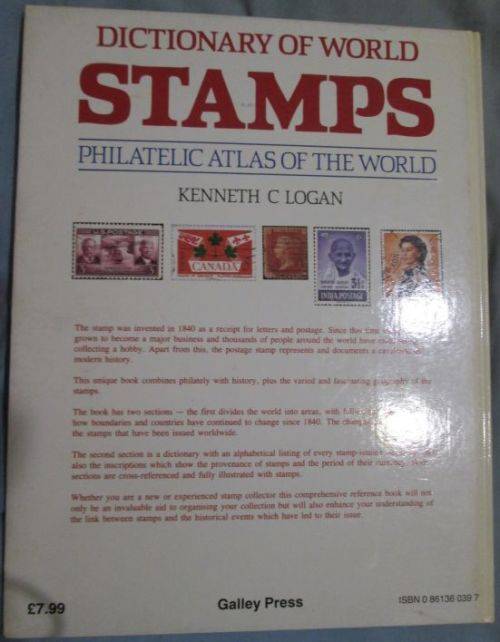 DICTIONARY OF WORLD
STAMPS
PHILATELIC ATLAS OF THE WORLD
KENNETH C LOGAN
U.S. POSTAGE
CANADA
3½
INDIA POSTAGE
The stamp was invented in 1840 as a receipt for letters and postage. Since this time
grown to become a major business and thousands of people around the world have
collecting a hobby. Apart from this, the postage stamp represents and documents a
modern history.
This unique book combines philately with history, plus the varied and fascinating geography of the
stamps.
The book has two sections — the first divides the world into areas, with
how boundaries and countries have continued to change since 1840. The
the stamps that have been issued worldwide.
The second section is a dictionary with an alphabetical listing of every
also the inscriptions which show the provenance of stamps and the period of their
sections are cross-referenced and fully illustrated with stamps.
Whether you are a new or experienced stamp collector this comprehensive reference book will not
only be an invaluable aid to organising your collection but will also enhance your understanding of
the link between stamps and the historical events which have led to their issue.
£7.99
Galley Press
ISBN 0 86136 039 7